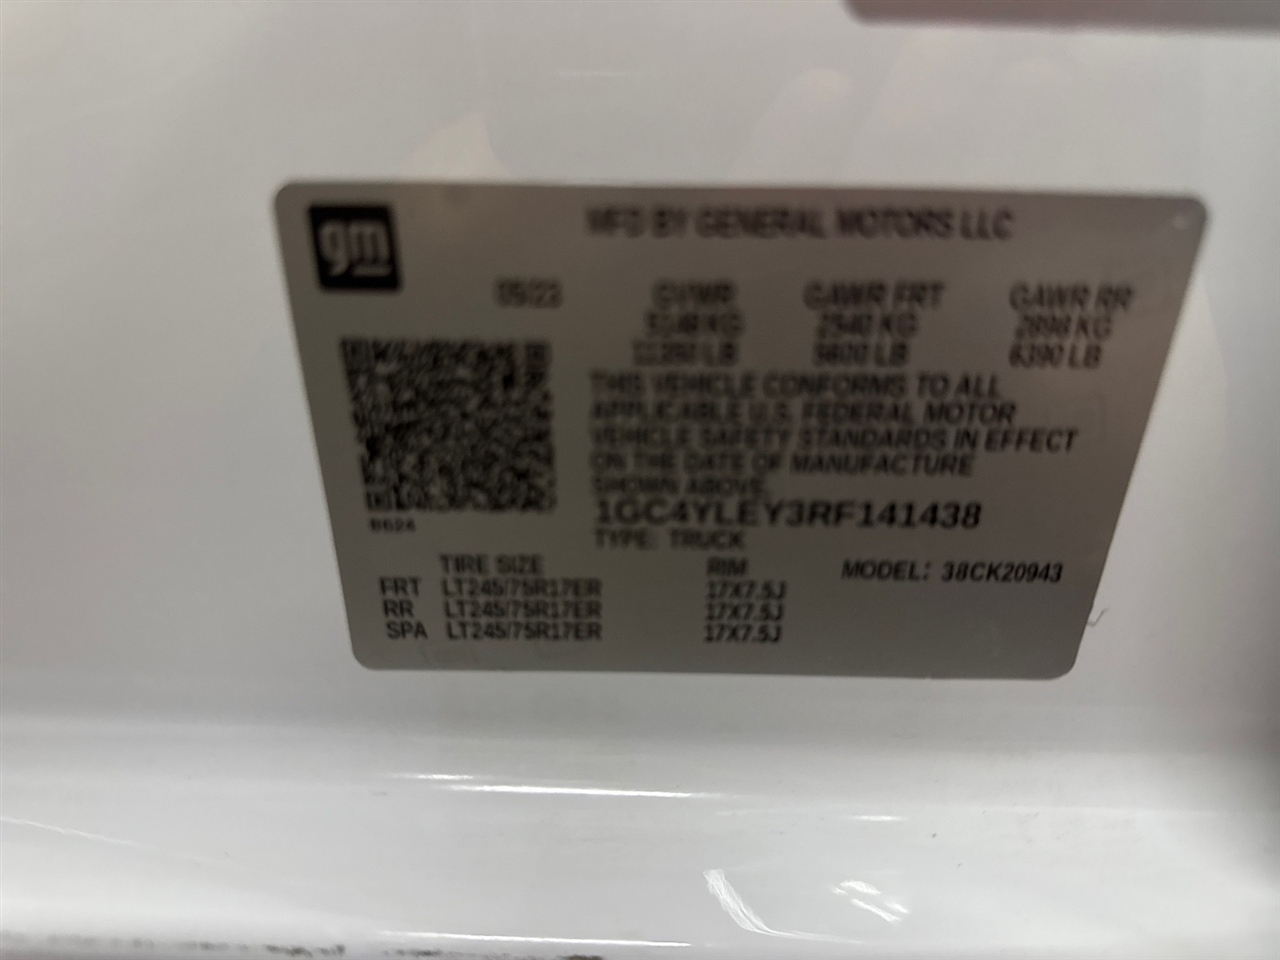 gm
MFD BY GENERAL MOTORS LLC
09/23 GVWR GAWR FRT GAWR RR
2540 KG 2898 KG
5600 LB 6390 LB
THIS VEHICLE CONFORMS TO ALL
APPLICABLE U.S. FEDERAL MOTOR
VEHICLE SAFETY STANDARDS IN EFFECT
ON THE DATE OF MANUFACTURE
SHOWN ABOVE.
1GC4YLEY3RF141438
TYPE: TRUCK
TIRE SIZE RIM MODEL: 38CK20943
FRT LT245/75R17ER 17X7.5J
RR LT245/75R17ER 17X7.5J
SPA LT245/75R17ER 17X7.5J